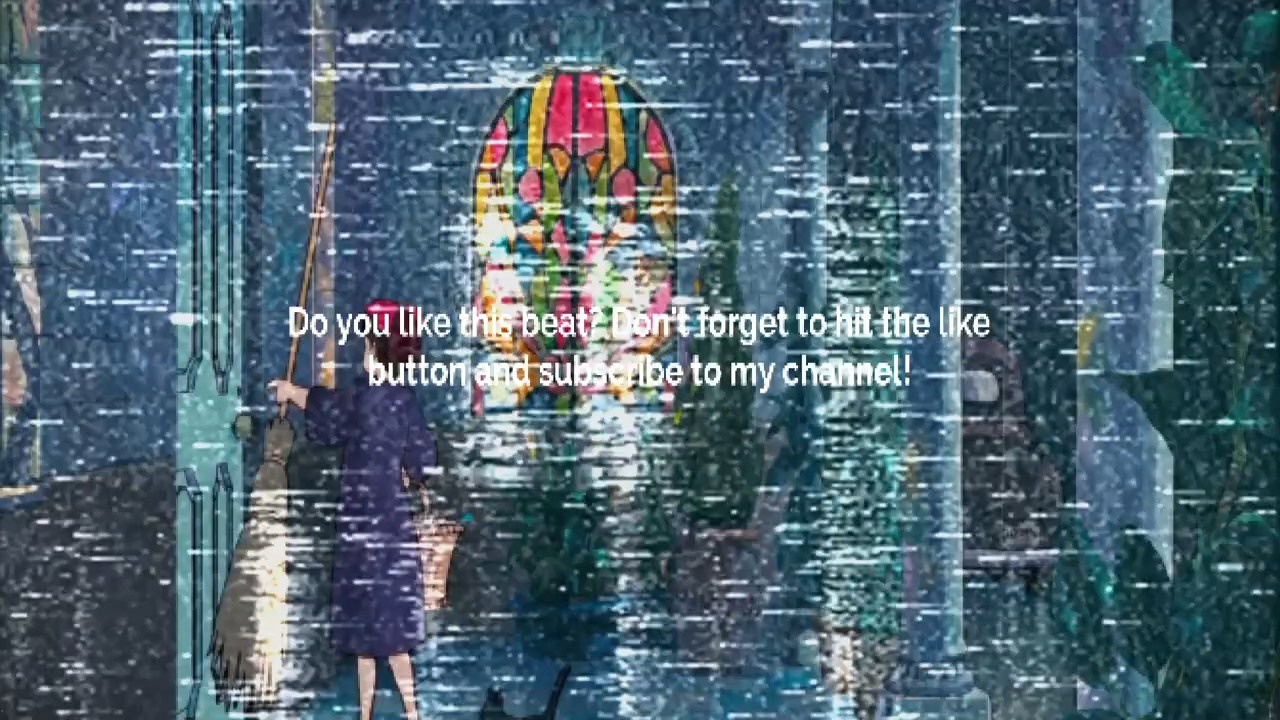 Do you like this beat? Don't forget to hit the like
button and subscribe to my channel!